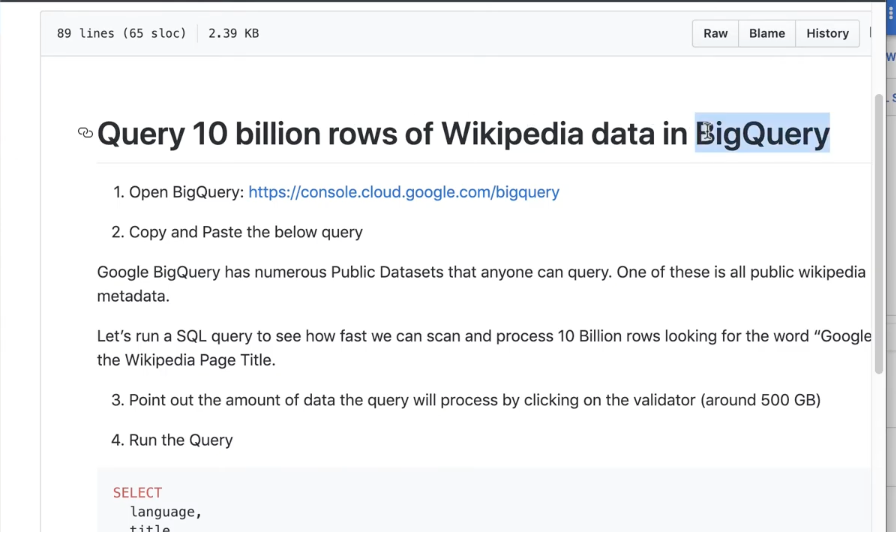 89 lines (65 sloc) 2.39 KB Raw Blame History
Query 10 billion rows of Wikipedia data in BigQuery
1. Open BigQuery: https://console.cloud.google.com/bigquery
2. Copy and Paste the below query
Google BigQuery has numerous Public Datasets that anyone can query. One of these is all public wikipedia
metadata.
Let’s run a SQL query to see how fast we can scan and process 10 Billion rows looking for the word “Google
the Wikipedia Page Title.
3. Point out the amount of data the query will process by clicking on the validator (around 500 GB)
4. Run the Query
SELECT
language,
title